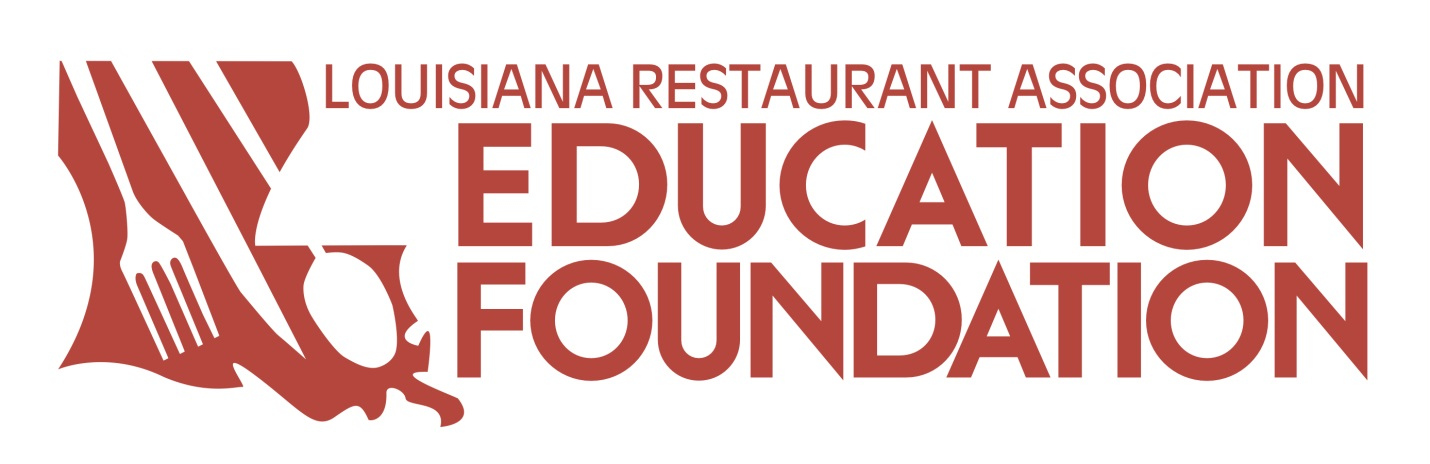 LOUISIANA RESTAURANT ASSOCIATION
EDUCATION
FOUNDATION